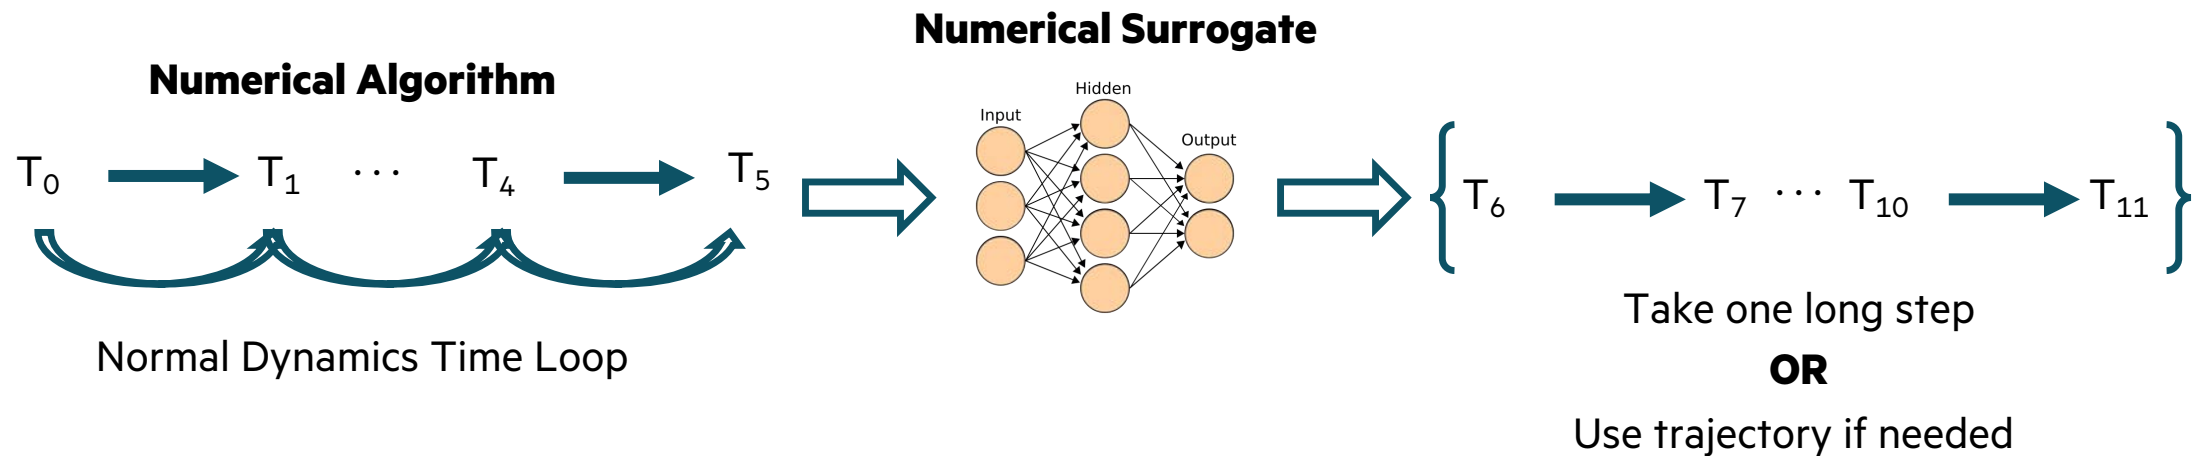 Numerical Surrogate
Numerical Algorithm
Hidden
Input
Output
T₀ T₁ ··· T₄ T₅
{ T₆ T₇ ··· T₁₀ T₁₁ }
Normal Dynamics Time Loop
Take one long step
OR
Use trajectory if needed